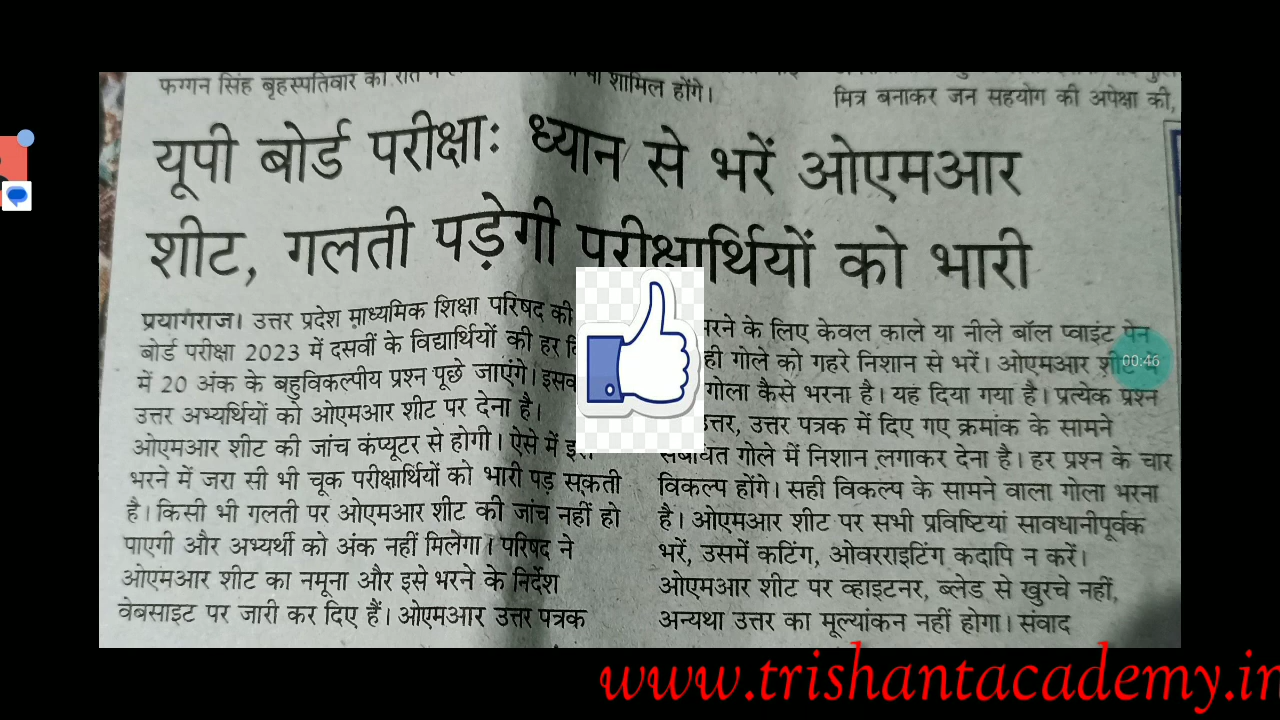 फग्गन सिंह बृहस्पतिवार की रात
शामिल होंगे।
मित्र बनाकर जन सहयोग की अपेक्षा की,
यूपी बोर्ड परीक्षाः ध्यान से भरें ओएमआर
शीट, गलती पड़ेगी परीक्षार्थियों को भारी
प्रयागराज। उत्तर प्रदेश माध्यमिक शिक्षा परिषद की
बोर्ड परीक्षा 2023 में दसवीं के विद्यार्थियों की हर
में 20 अंक के बहुविकल्पीय प्रश्न पूछे जाएंगे।
उत्तर अभ्यर्थियों को ओएमआर शीट पर देना है।
ओएमआर शीट की जांच कंप्यूटर से होगी। ऐसे में
भरने में जरा सी भी चूक परीक्षार्थियों को भारी पड़ सकती
है। किसी भी गलती पर ओएमआर शीट की जांच नहीं हो
पाएगी और अभ्यर्थी को अंक नहीं मिलेगा। परिषद ने
ओएमआर शीट का नमूना और इसे भरने के निर्देश
वेबसाइट पर जारी कर दिए हैं। ओएमआर उत्तर पत्रक
के लिए केवल काले या नीले बॉल प्वाइंट पेन
ही गोले को गहरे निशान से भरें। ओएमआर
गोला कैसे भरना है। यह दिया गया है। प्रत्येक प्रश्न
उत्तर, उत्तर पत्रक में दिए गए क्रमांक के सामने
संबंधित गोले में निशान लगाकर देना है। हर प्रश्न के चार
विकल्प होंगे। सही विकल्प के सामने वाला गोला भरना
है। ओएमआर शीट पर सभी प्रविष्टियां सावधानीपूर्वक
भरें, उसमें कटिंग, ओवरराइटिंग कदापि न करें।
ओएमआर शीट पर व्हाइटनर, ब्लेड से खुरचे नहीं,
अन्यथा उत्तर का मूल्यांकन नहीं होगा। संवाद
00:46
www.trishantacademy.in